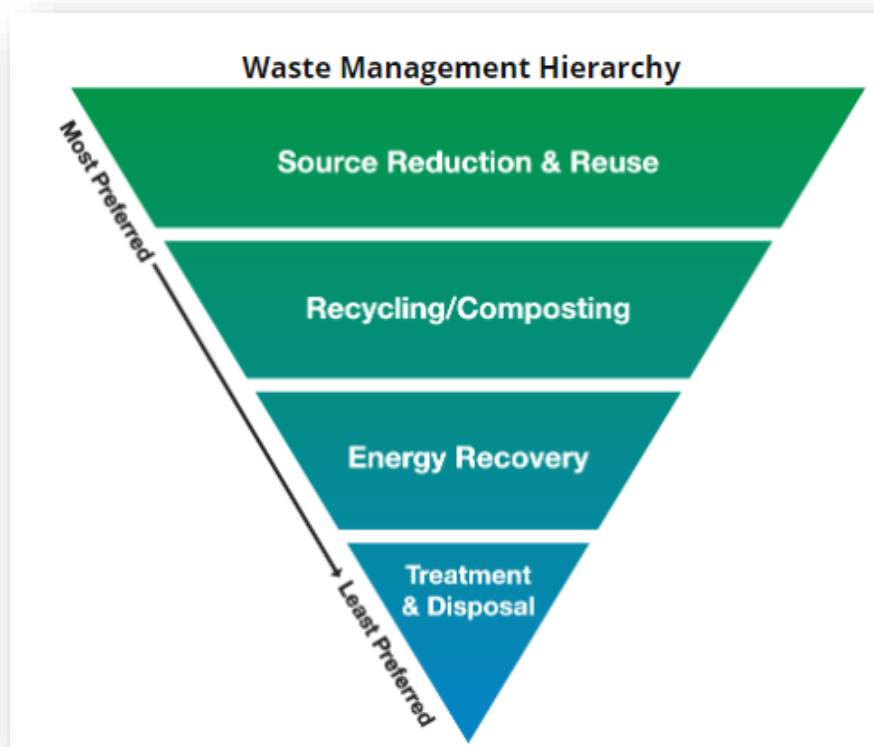 Waste Management Hierarchy
Most Preferred
Source Reduction & Reuse
Recycling/Composting
Energy Recovery
Treatment
& Disposal
Least Preferred